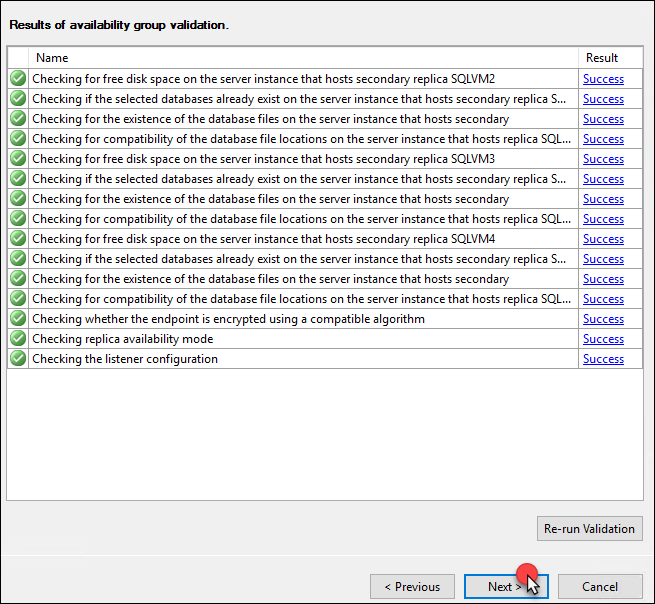 Results of availability group validation.
Name Result
Checking for free disk space on the server instance that hosts secondary replica SQLVM2 Success
Checking if the selected databases already exist on the server instance that hosts secondary replica S... Success
Checking for the existence of the database files on the server instance that hosts secondary Success
Checking for compatibility of the database file locations on the server instance that hosts replica SQL... Success
Checking for free disk space on the server instance that hosts secondary replica SQLVM3 Success
Checking if the selected databases already exist on the server instance that hosts secondary replica S... Success
Checking for the existence of the database files on the server instance that hosts secondary Success
Checking for compatibility of the database file locations on the server instance that hosts replica SQL... Success
Checking for free disk space on the server instance that hosts secondary replica SQLVM4 Success
Checking if the selected databases already exist on the server instance that hosts secondary replica S... Success
Checking for the existence of the database files on the server instance that hosts secondary Success
Checking for compatibility of the database file locations on the server instance that hosts replica SQL... Success
Checking whether the endpoint is encrypted using a compatible algorithm Success
Checking replica availability mode Success
Checking the listener configuration Success
Re-run Validation
< Previous Next > Cancel